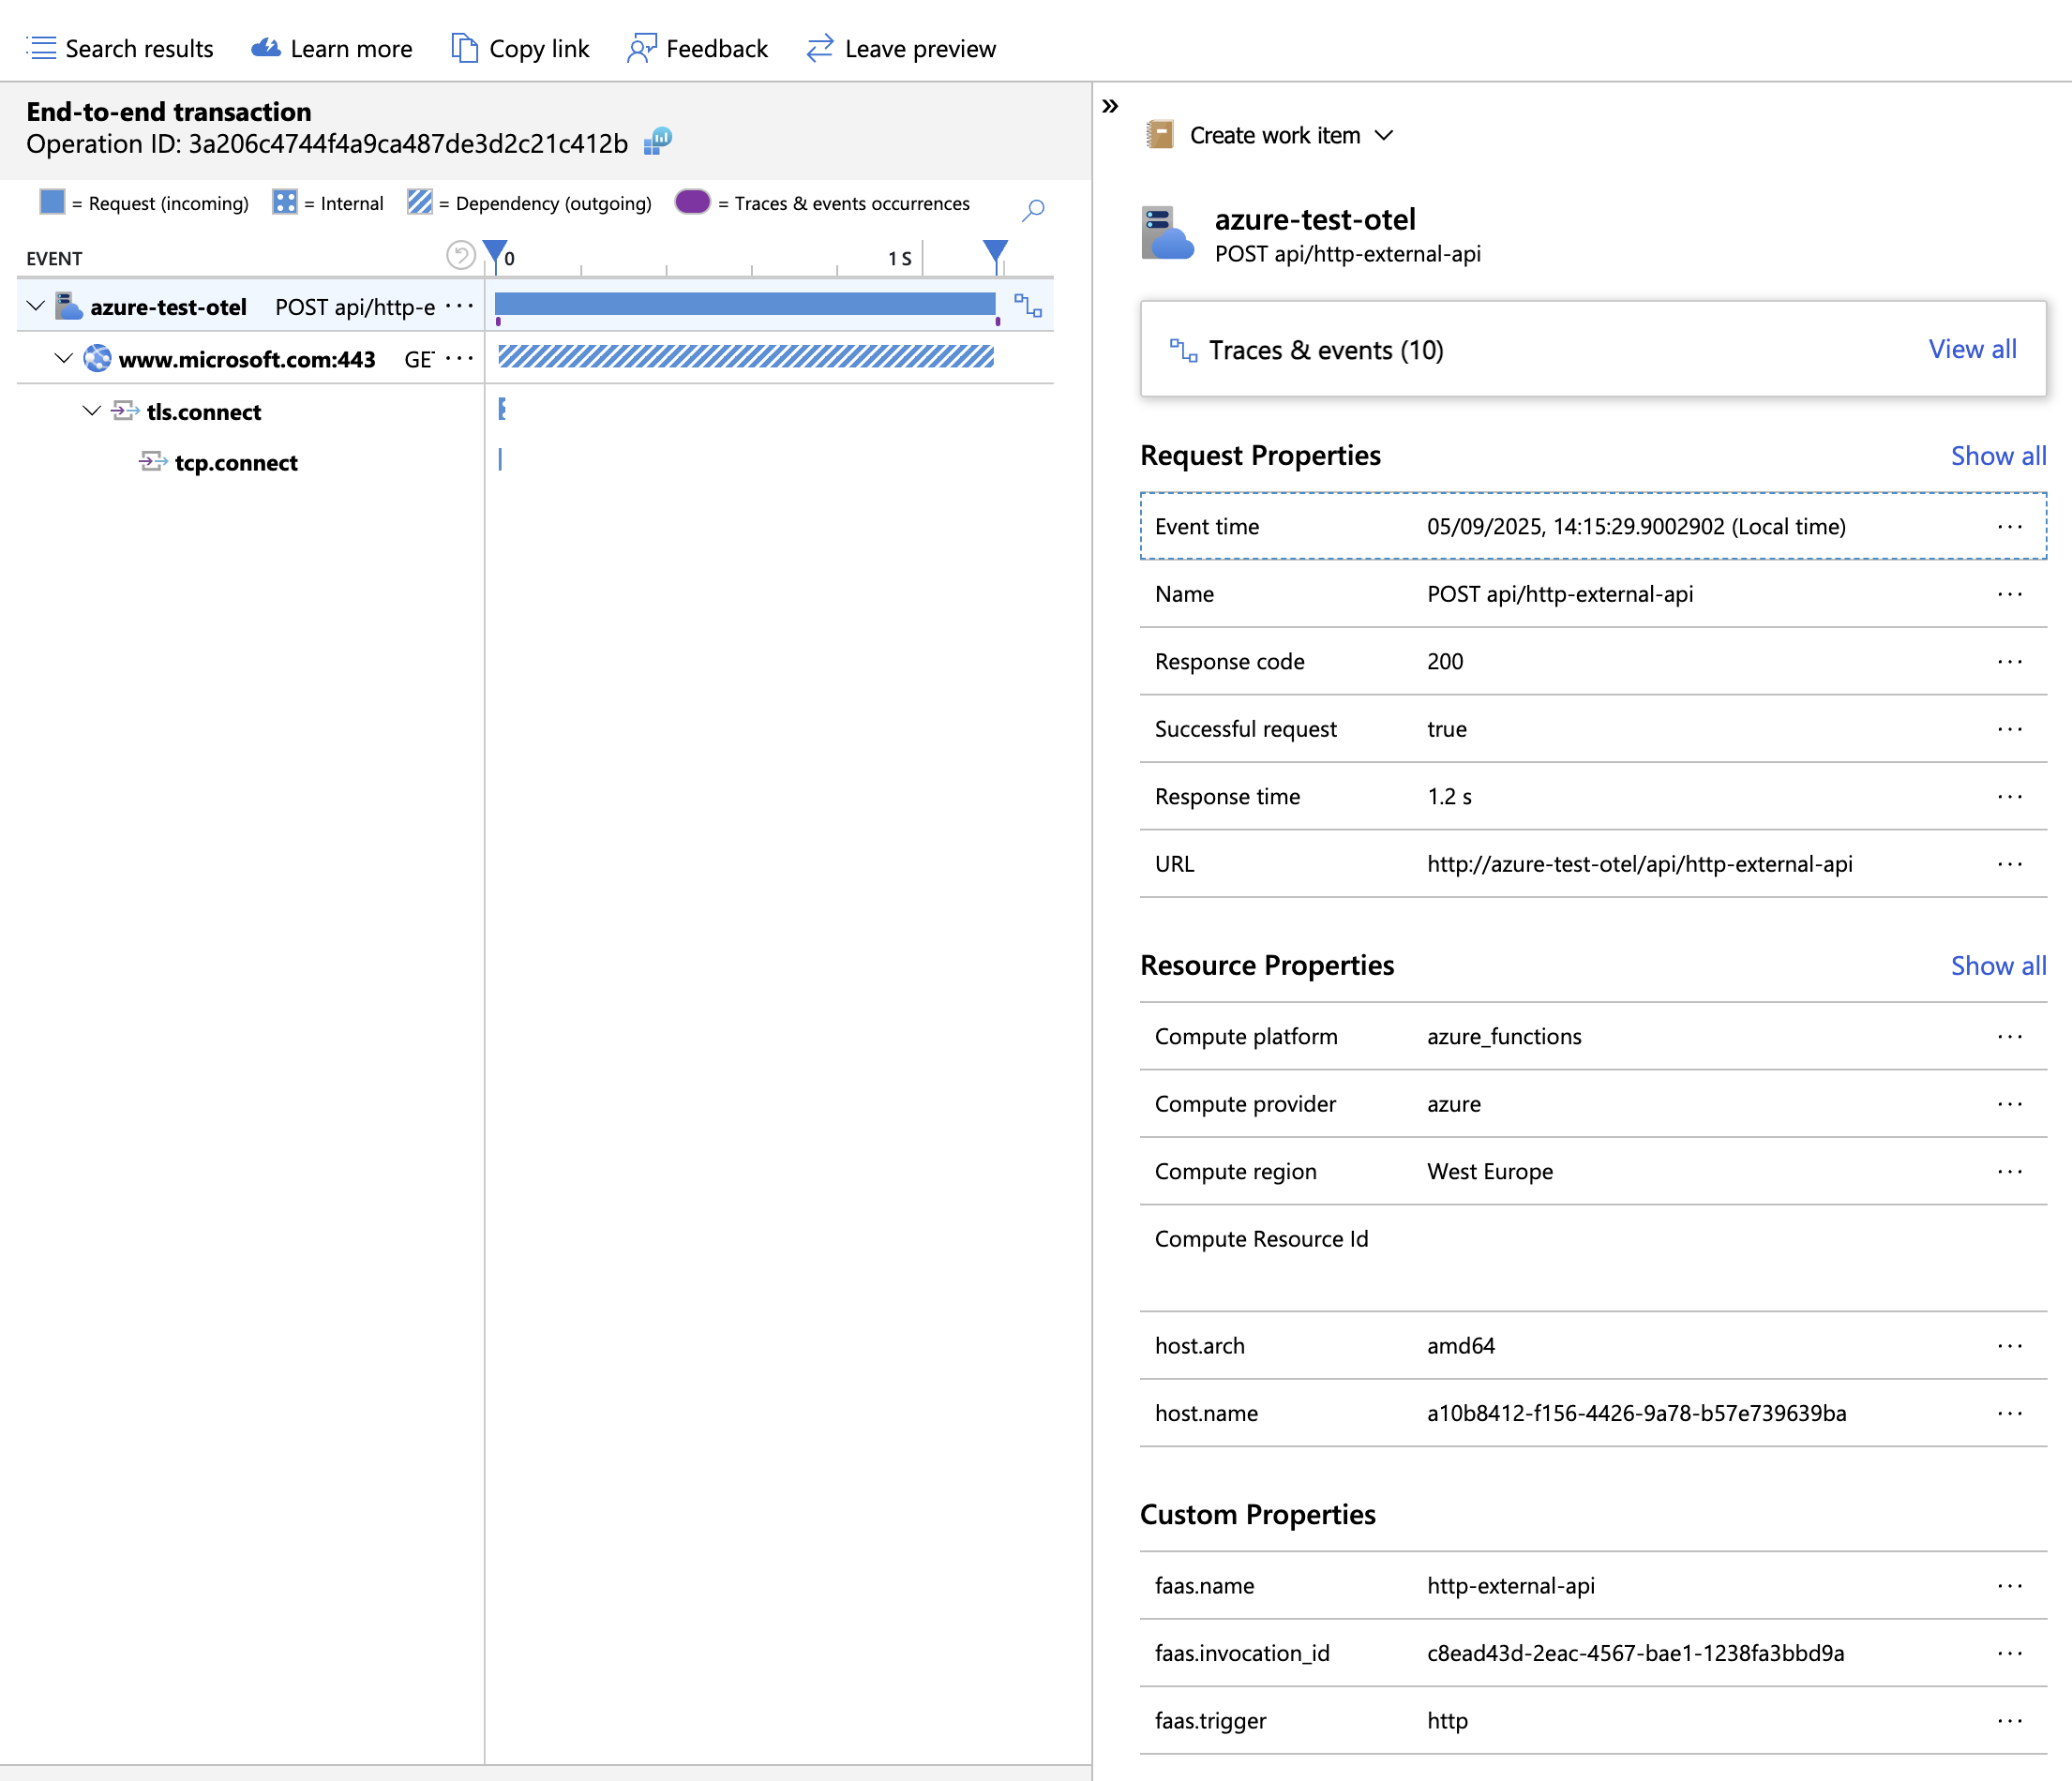 Search results Learn more Copy link Feedback Leave preview
End-to-end transaction
Operation ID: 3a206c4744f4a9ca487de3d2c21c412b
= Request (incoming) = Internal = Dependency (outgoing) = Traces & events occurrences
EVENT 0 1 S
azure-test-otel POST api/http-e ···
www.microsoft.com:443 GET ···
tls.connect
tcp.connect
Create work item
azure-test-otel
POST api/http-external-api
Traces & events (10) View all
Request Properties Show all
Event time 05/09/2025, 14:15:29.9002902 (Local time) ···
Name POST api/http-external-api ···
Response code 200 ···
Successful request true ···
Response time 1.2 s ···
URL http://azure-test-otel/api/http-external-api ···
Resource Properties Show all
Compute platform azure_functions ···
Compute provider azure ···
Compute region West Europe ···
Compute Resource Id
host.arch amd64 ···
host.name a10b8412-f156-4426-9a78-b57e739639ba ···
Custom Properties
faas.name http-external-api ···
faas.invocation_id c8ead43d-2eac-4567-bae1-1238fa3bbd9a ···
faas.trigger http ···